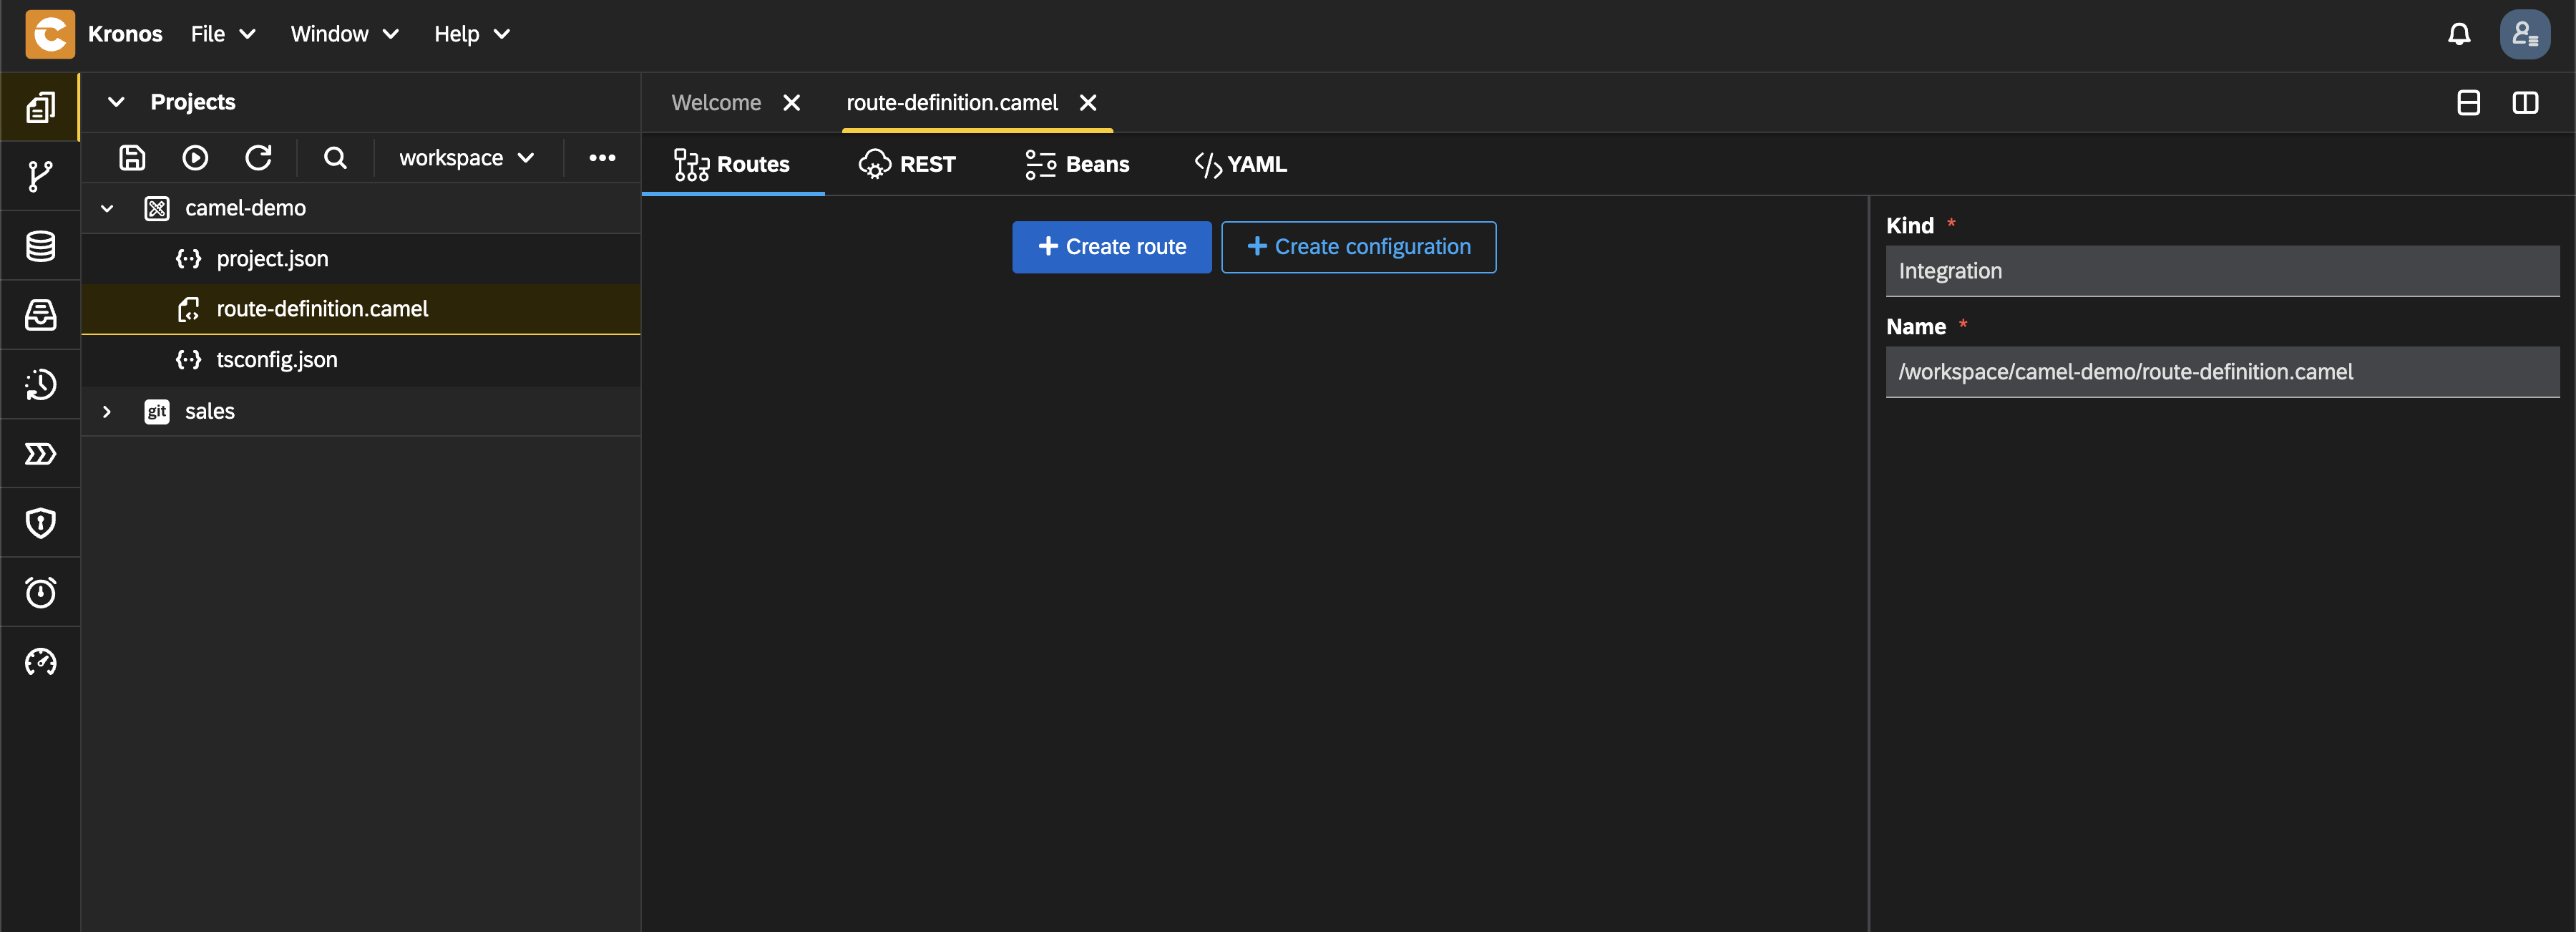 Kronos File Window Help
Projects
Welcome route-definition.camel
workspace
Routes REST Beans YAML
camel-demo
project.json
route-definition.camel
tsconfig.json
git sales
Create route Create configuration
Kind *
Integration
Name *
/workspace/camel-demo/route-definition.camel